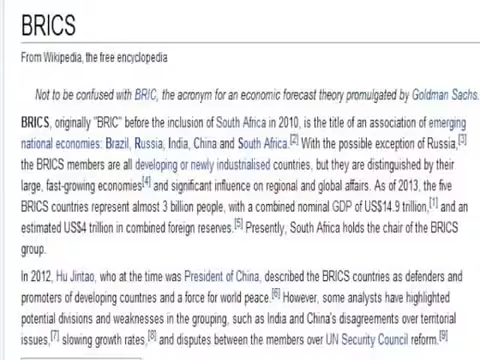 BRICS
From Wikipedia, the free encyclopedia
Not to be confused with BRIC, the acronym for an economic forecast theory promulgated by Goldman Sachs.
BRICS, originally "BRIC" before the inclusion of South Africa in 2010, is the title of an association of emerging
national economies: Brazil, Russia, India, China and South Africa.[2] With the possible exception of Russia,[3]
the BRICS members are all developing or newly industrialised countries, but they are distinguished by their
large, fast-growing economies[4] and significant influence on regional and global affairs. As of 2013, the five
BRICS countries represent almost 3 billion people, with a combined nominal GDP of US$14.9 trillion,[1] and an
estimated US$4 trillion in combined foreign reserves.[5] Presently, South Africa holds the chair of the BRICS
group.
In 2012, Hu Jintao, who at the time was President of China, described the BRICS countries as defenders and
promoters of developing countries and a force for world peace.[6] However, some analysts have highlighted
potential divisions and weaknesses in the grouping, such as India and China's disagreements over territorial
issues,[7] slowing growth rates,[8] and disputes between the members over UN Security Council reform.[9]